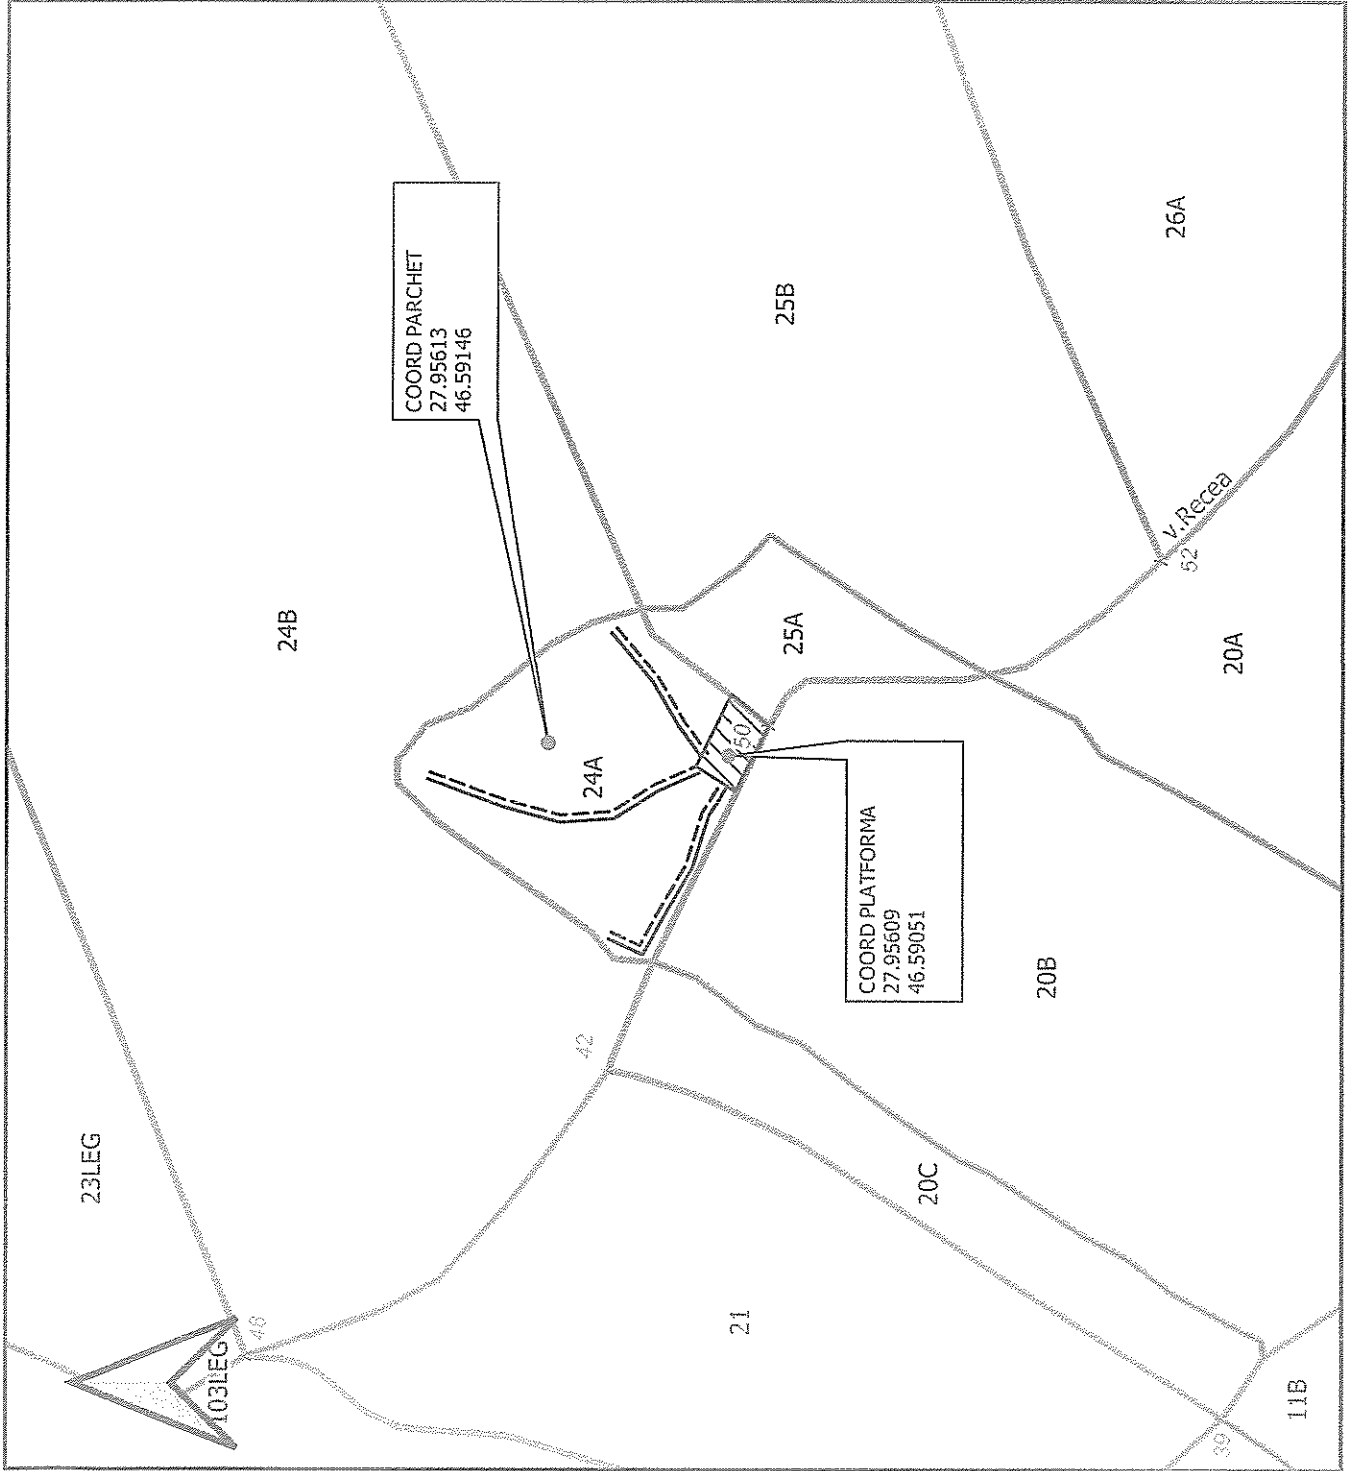 23LEG
103LEG
48
24B
COORD PARCHET
27.95613
46.59146
24A
50
25A
25B
26A
v.Recea
52
20A
COORD PLATFORMA
27.95609
46.59051
20B
42
20C
21
39
11B